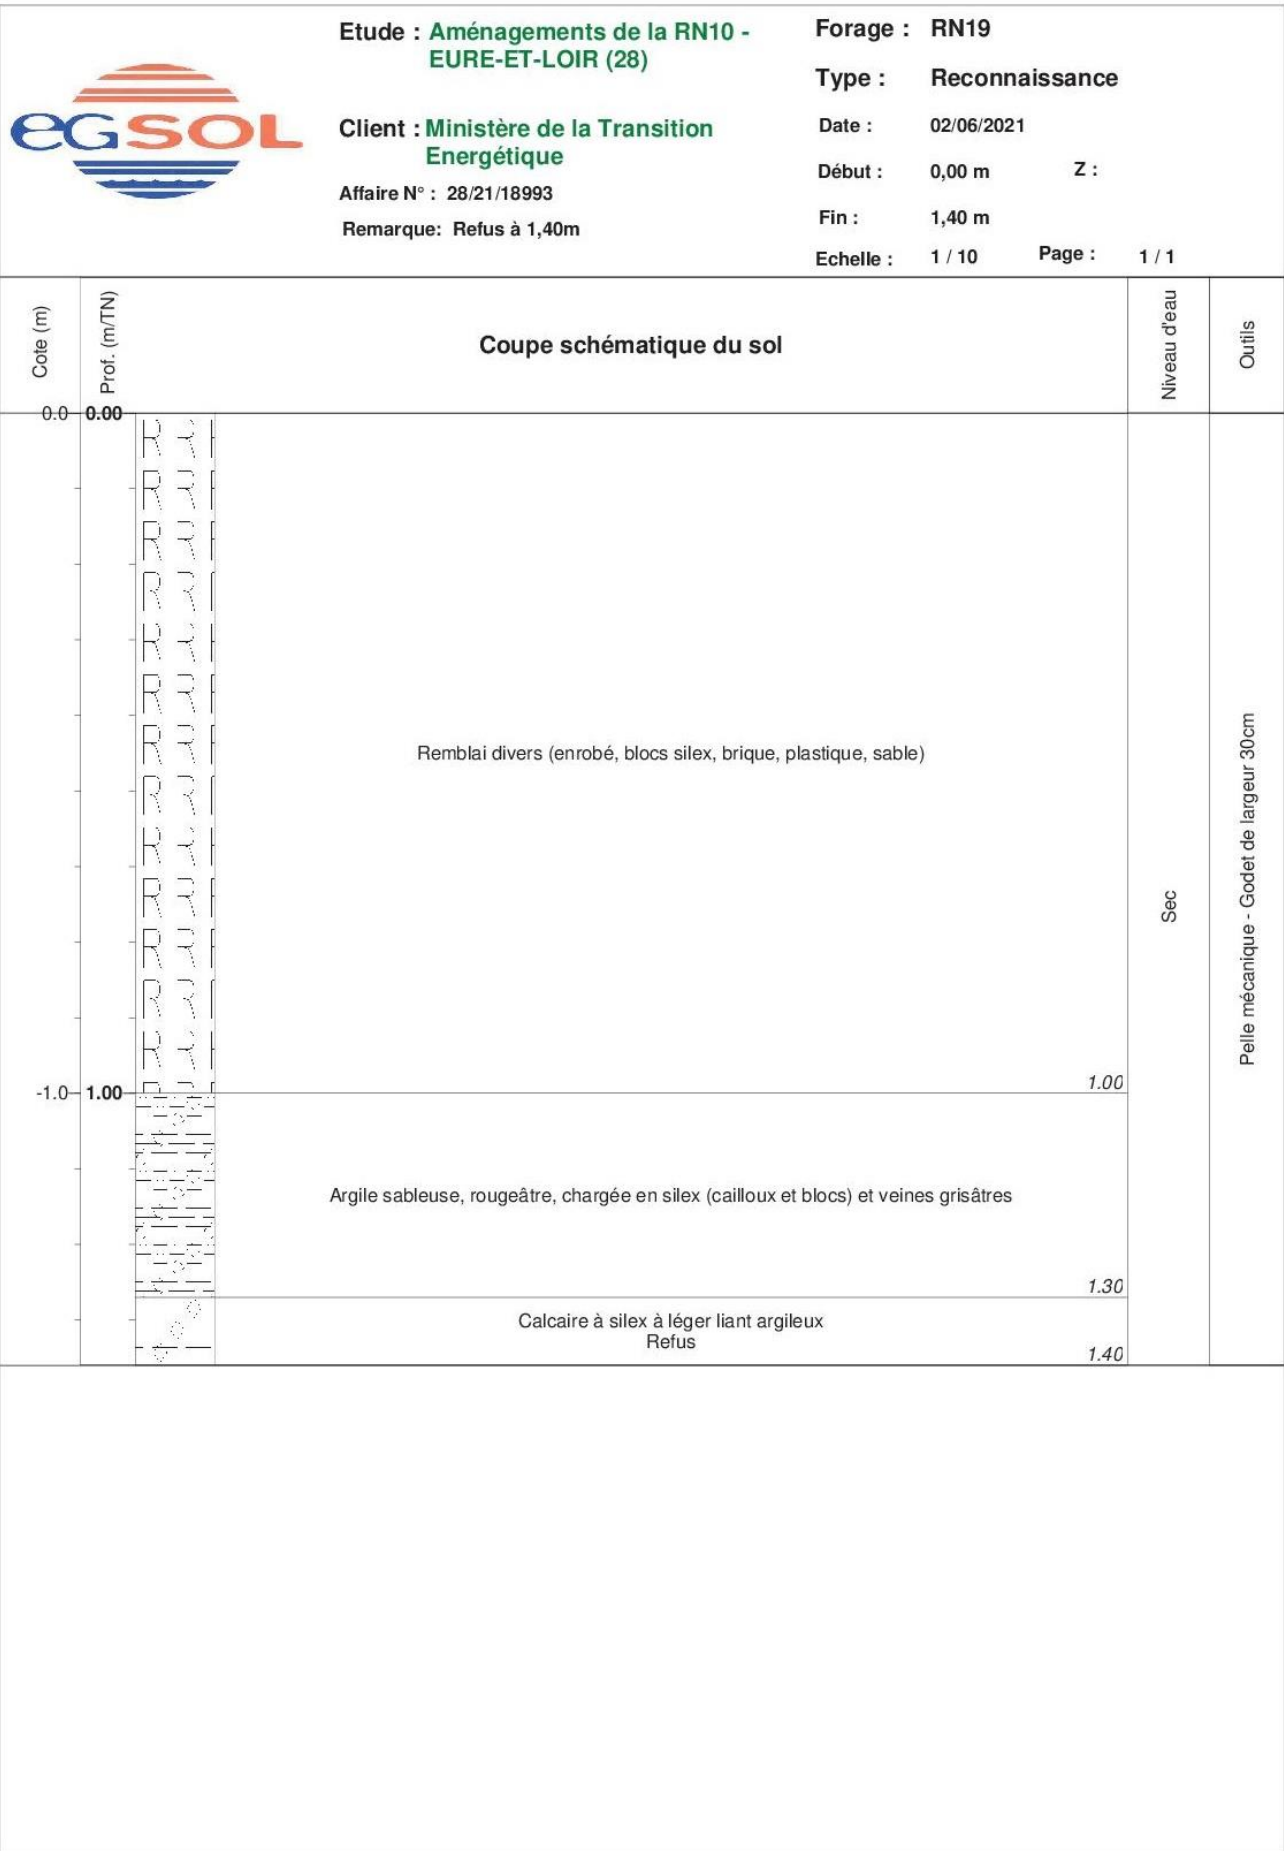 eGSOL
Etude : Aménagements de la RN10 -
EURE-ET-LOIR (28)
Client : Ministère de la Transition
Energétique
Affaire N° : 28/21/18993
Remarque: Refus à 1,40m
Forage : RN19
Type : Reconnaissance
Date : 02/06/2021
Début : 0,00 m Z :
Fin : 1,40 m
Echelle : 1 / 10 Page : 1 / 1
Cote (m)
Prof. (m/TN)
Coupe schématique du sol
Niveau d'eau
Outils
0.0 0.00
Remblai divers (enrobé, blocs silex, brique, plastique, sable)
Sec
Pelle mécanique - Godet de largeur 30cm
-1.0 1.00
1.00
Argile sableuse, rougeâtre, chargée en silex (cailloux et blocs) et veines grisâtres
1.30
Calcaire à silex à léger liant argileux
Refus
1.40